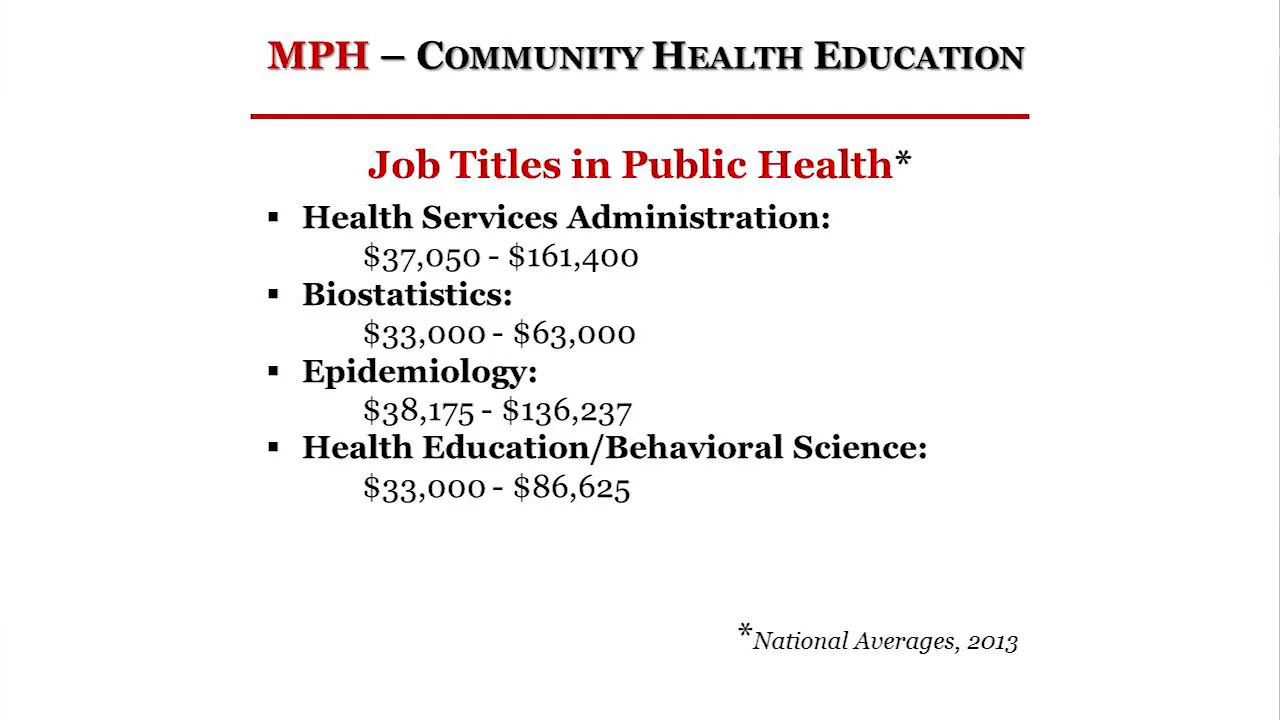 MPH – COMMUNITY HEALTH EDUCATION
Job Titles in Public Health*
▪ Health Services Administration:
$37,050 - $161,400
▪ Biostatistics:
$33,000 - $63,000
▪ Epidemiology:
$38,175 - $136,237
▪ Health Education/Behavioral Science:
$33,000 - $86,625
*National Averages, 2013